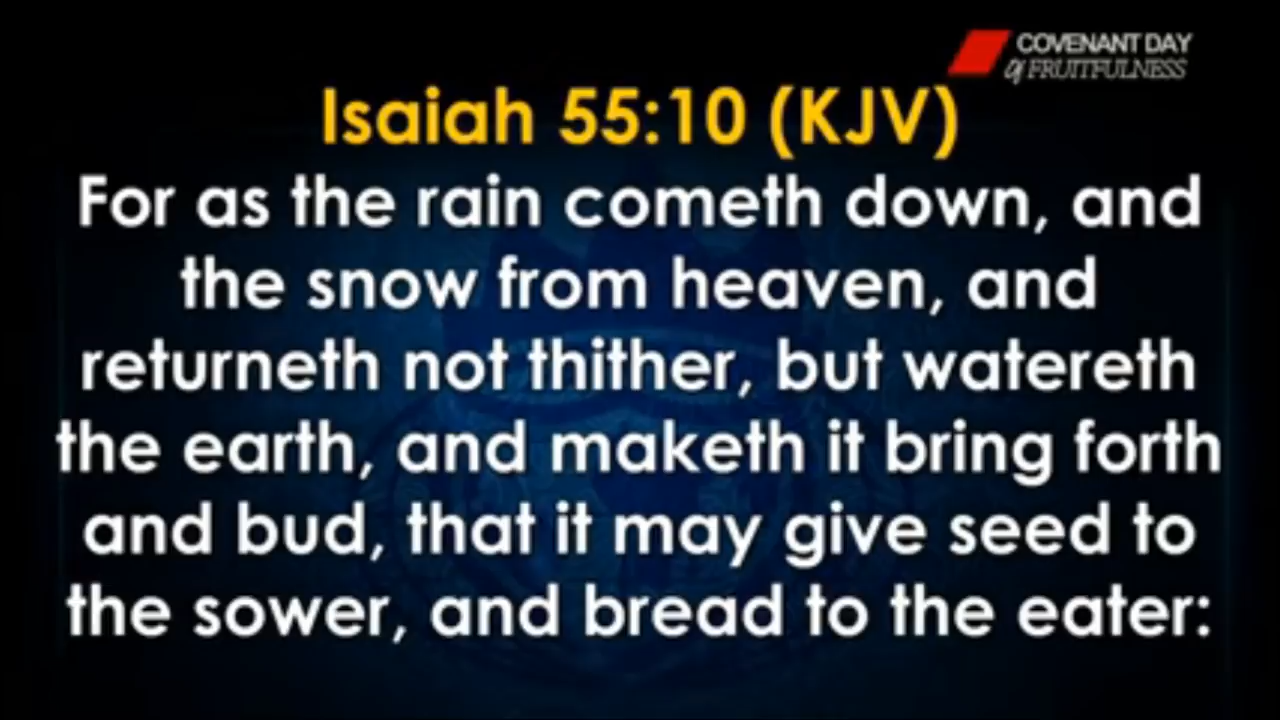 COVENANT DAY
of FRUITFULNESS
Isaiah 55:10 (KJV)
For as the rain cometh down, and
the snow from heaven, and
returneth not thither, but watereth
the earth, and maketh it bring forth
and bud, that it may give seed to
the sower, and bread to the eater: